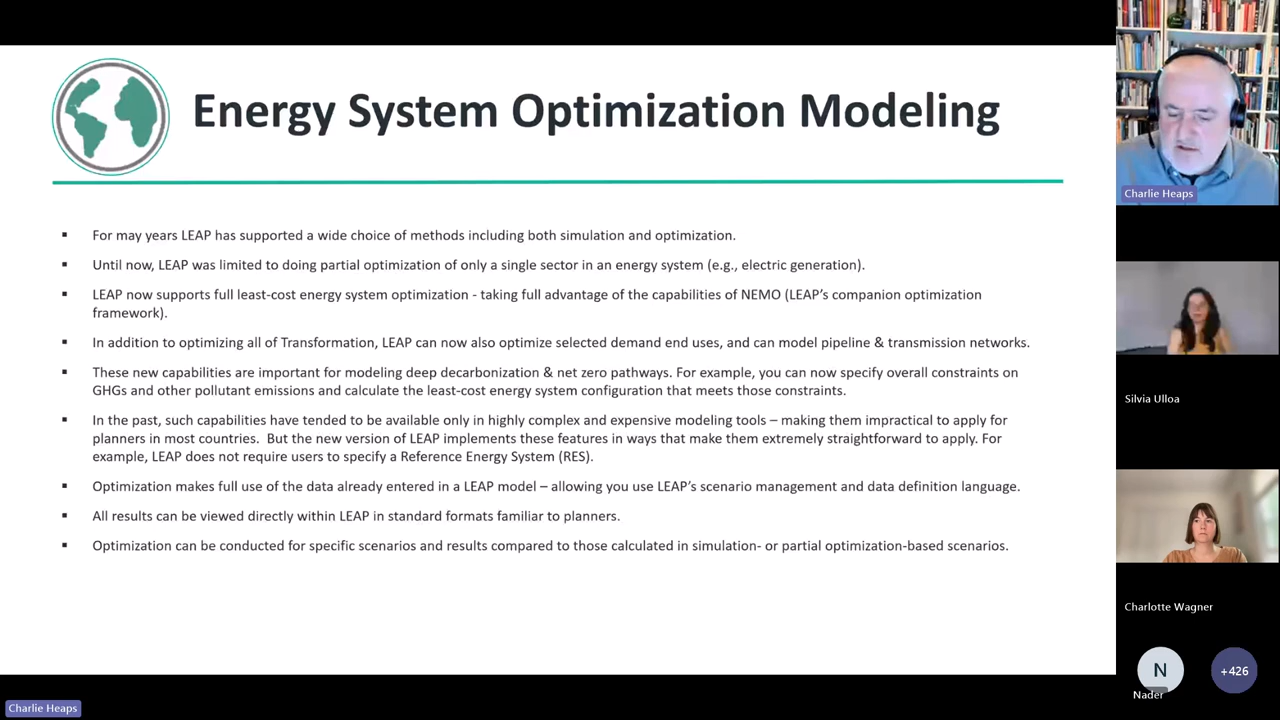 Energy System Optimization Modeling
For may years LEAP has supported a wide choice of methods including both simulation and optimization.
Until now, LEAP was limited to doing partial optimization of only a single sector in an energy system (e.g., electric generation).
LEAP now supports full least-cost energy system optimization - taking full advantage of the capabilities of NEMO (LEAP's companion optimization
framework).
In addition to optimizing all of Transformation, LEAP can now also optimize selected demand end uses, and can model pipeline & transmission networks.
These new capabilities are important for modeling deep decarbonization & net zero pathways. For example, you can now specify overall constraints on
GHGs and other pollutant emissions and calculate the least-cost energy system configuration that meets those constraints.
In the past, such capabilities have tended to be available only in highly complex and expensive modeling tools – making them impractical to apply for
planners in most countries.  But the new version of LEAP implements these features in ways that make them extremely straightforward to apply. For
example, LEAP does not require users to specify a Reference Energy System (RES).
Optimization makes full use of the data already entered in a LEAP model – allowing you use LEAP's scenario management and data definition language.
All results can be viewed directly within LEAP in standard formats familiar to planners.
Optimization can be conducted for specific scenarios and results compared to those calculated in simulation- or partial optimization-based scenarios.
Charlie Heaps
Charlie Heaps
Silvia Ulloa
Charlotte Wagner
N
+426
Nader